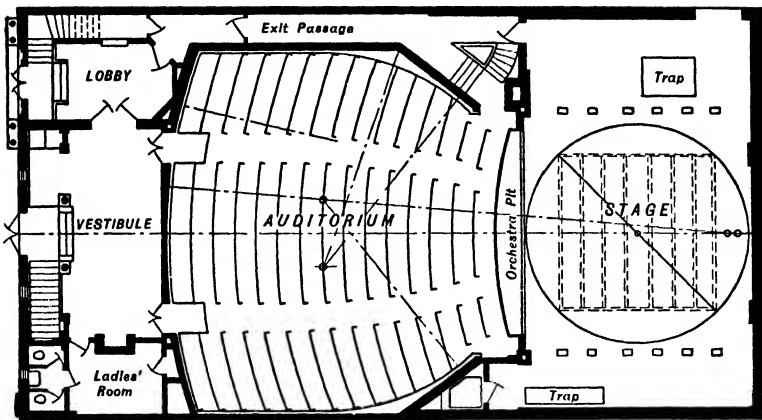 Exit Passage
LOBBY
Trap
VESTIBULE
AUDITORIUM
Orchestra Pit
STAGE
Ladies'
Room
Trap